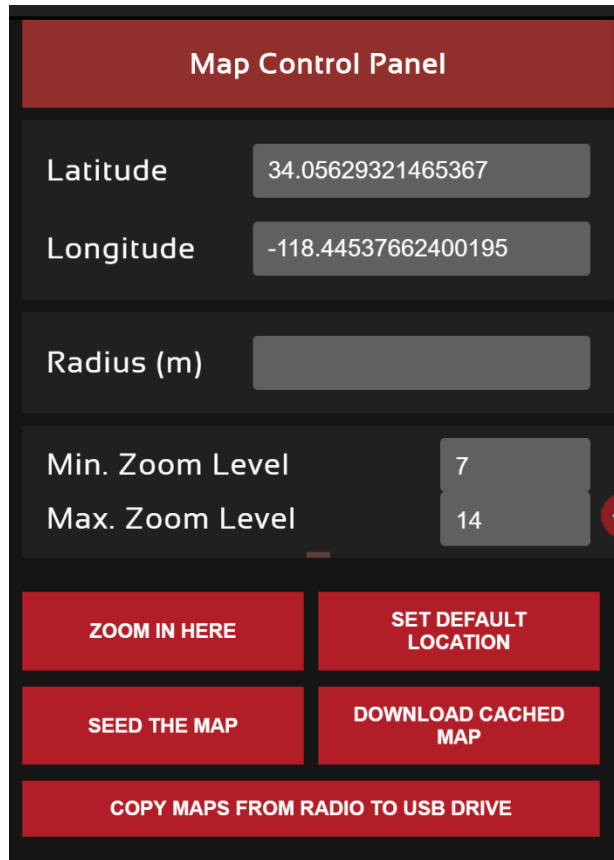 Map Control Panel
Latitude 34.05629321465367
Longitude -118.44537662400195
Radius (m)
Min. Zoom Level 7
Max. Zoom Level 14
ZOOM IN HERE
SET DEFAULT
LOCATION
SEED THE MAP
DOWNLOAD CACHED
MAP
COPY MAPS FROM RADIO TO USB DRIVE